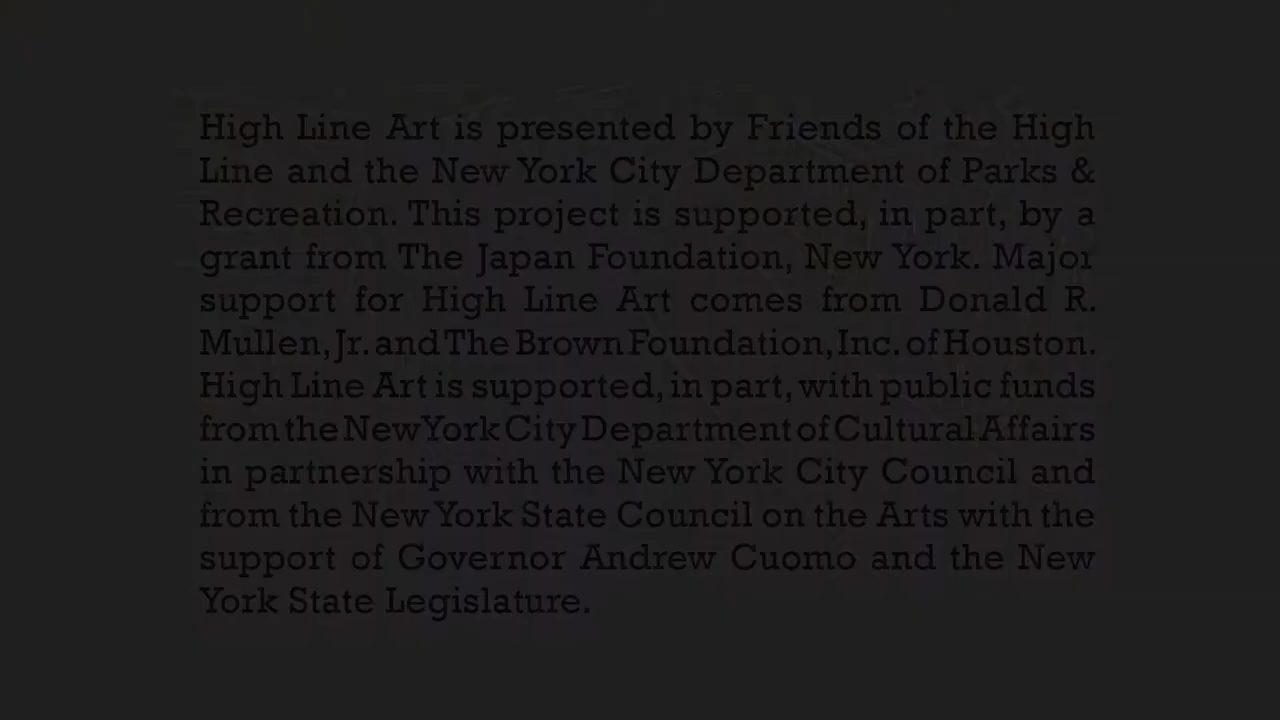 High Line Art is presented by Friends of the High
Line and the New York City Department of Parks &
Recreation. This project is supported, in part, by a
grant from The Japan Foundation, New York. Major
support for High Line Art comes from Donald R.
Mullen, Jr. and The Brown Foundation, Inc. of Houston.
High Line Art is supported, in part, with public funds
from the New York City Department of Cultural Affairs
in partnership with the New York City Council and
from the New York State Council on the Arts with the
support of Governor Andrew Cuomo and the New
York State Legislature.